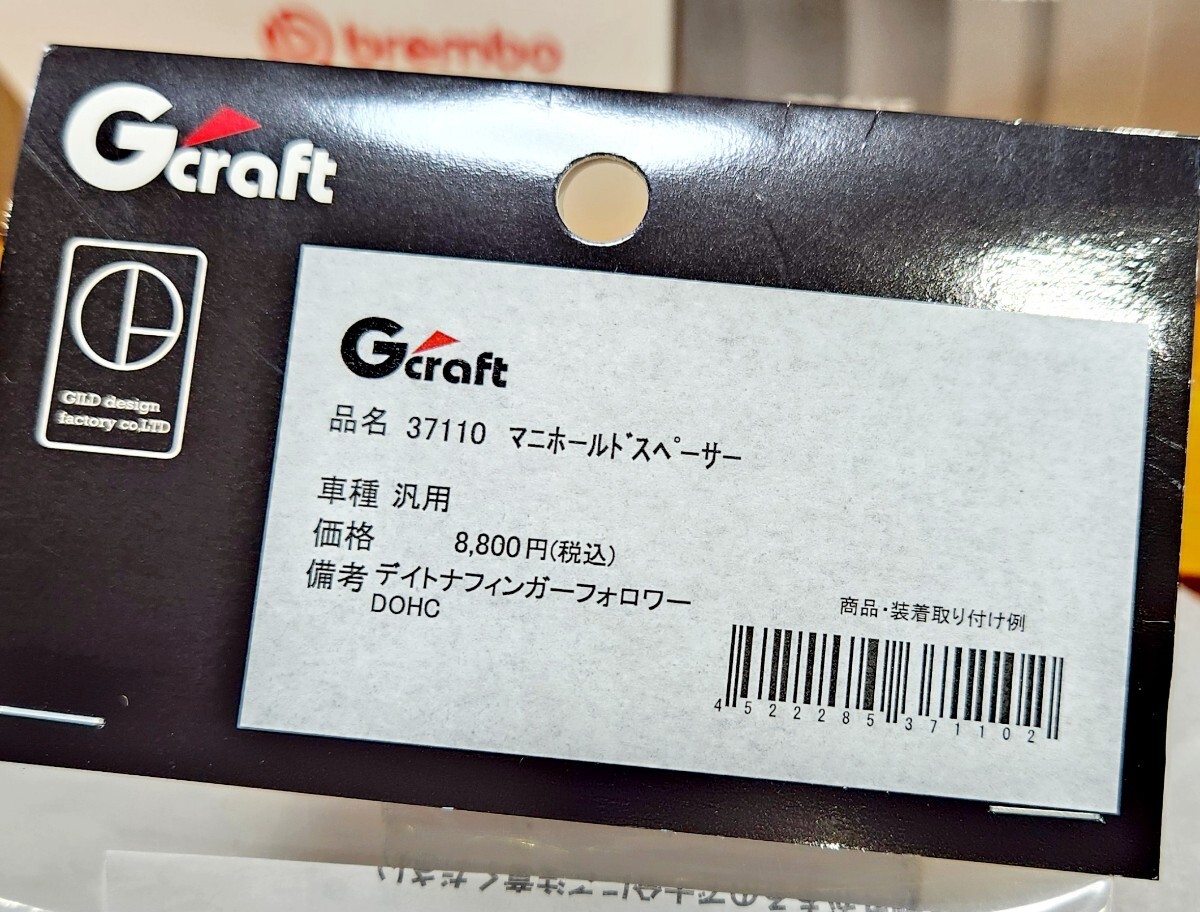 brembo
Gcraft
GILD design
factory co,LTD
Gcraft
品名 37110 ﾏﾆﾎｰﾙﾄﾞｽﾍﾟｰｻｰ
車種 汎用
価格 8,800円(税込)
備考 デイトナフィンガーフォロワー
DOHC
商品・装着取り付け例
4522285371102